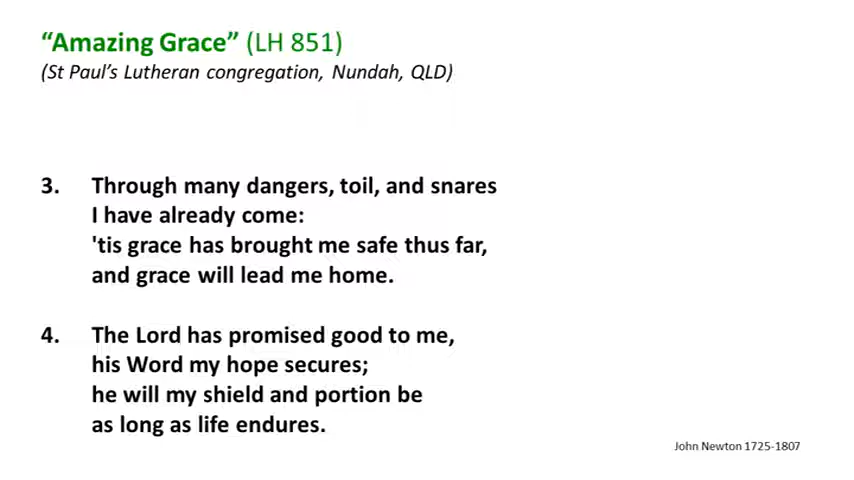 “Amazing Grace” (LH 851)
(St Paul’s Lutheran congregation, Nundah, QLD)
3. Through many dangers, toil, and snares
I have already come:
'tis grace has brought me safe thus far,
and grace will lead me home.
4. The Lord has promised good to me,
his Word my hope secures;
he will my shield and portion be
as long as life endures.
John Newton 1725-1807